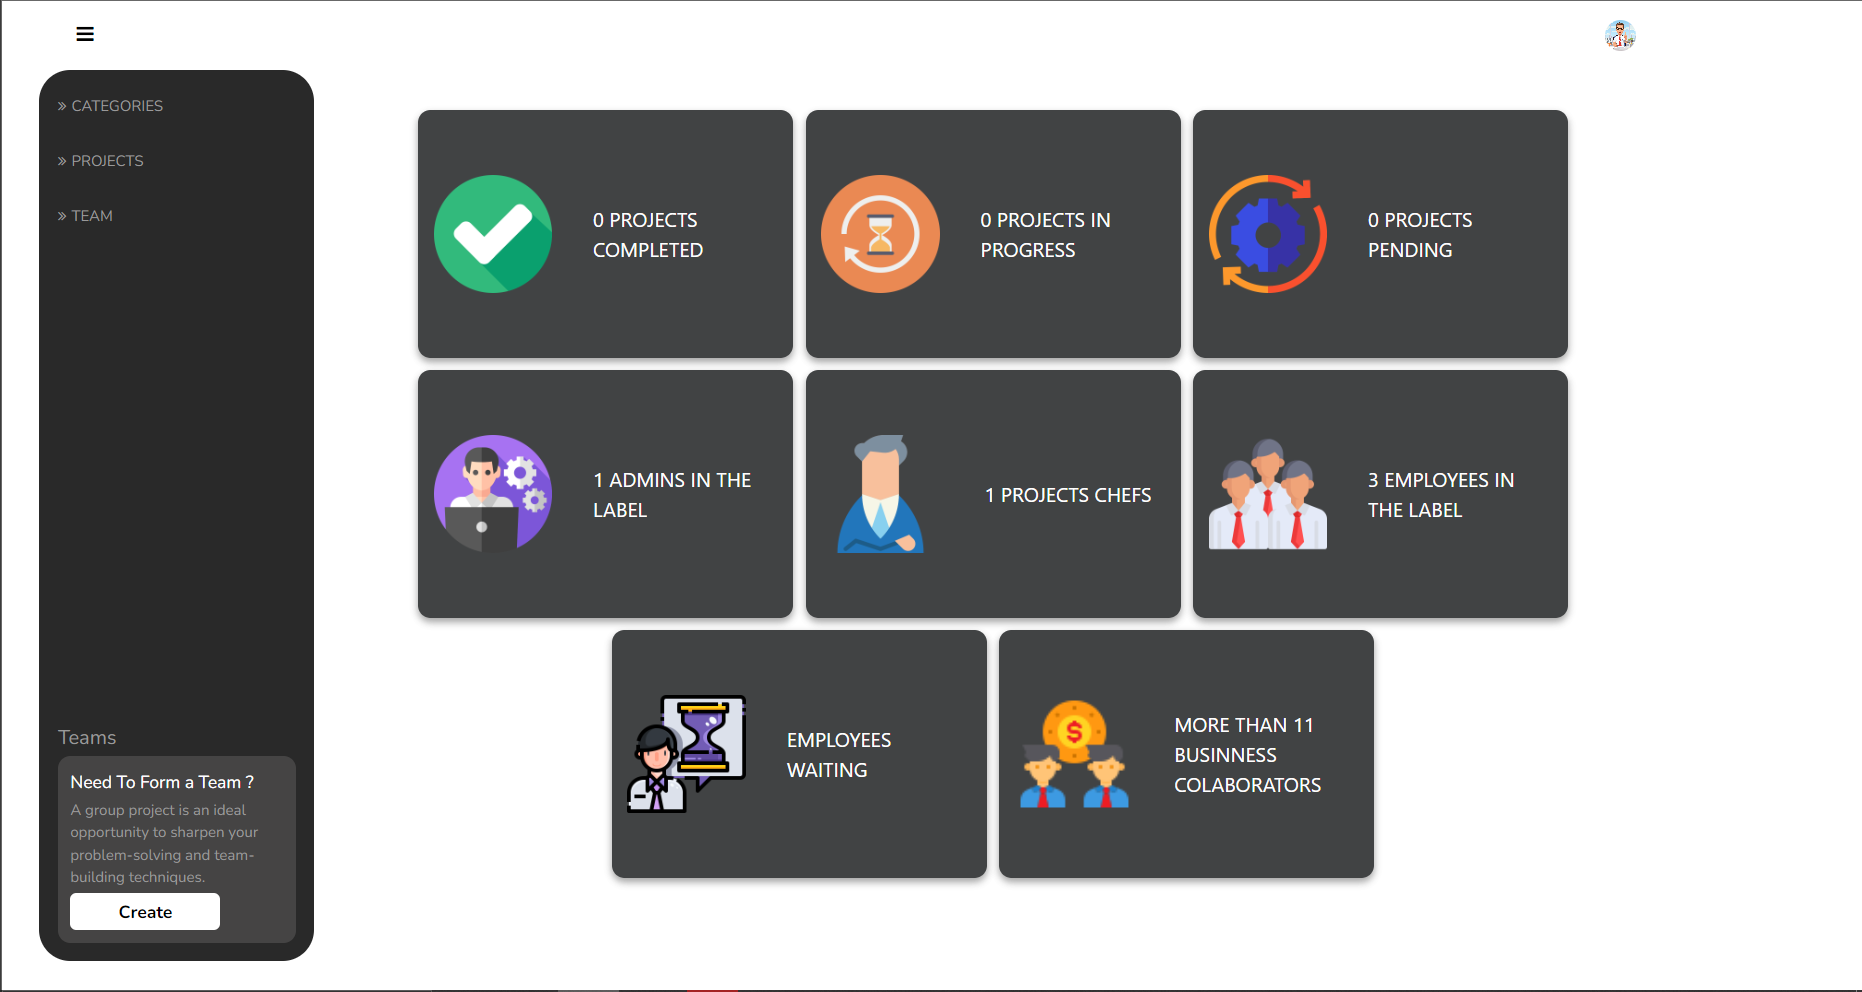 CATEGORIES
PROJECTS
TEAM
0 PROJECTS
COMPLETED
0 PROJECTS IN
PROGRESS
0 PROJECTS
PENDING
1 ADMINS IN THE
LABEL
1 PROJECTS CHEFS
3 EMPLOYEES IN
THE LABEL
EMPLOYEES
WAITING
MORE THAN 11
BUSINNESS
COLABORATORS
Teams
Need To Form a Team ?
A group project is an ideal
opportunity to sharpen your
problem-solving and team-
building techniques.
Create